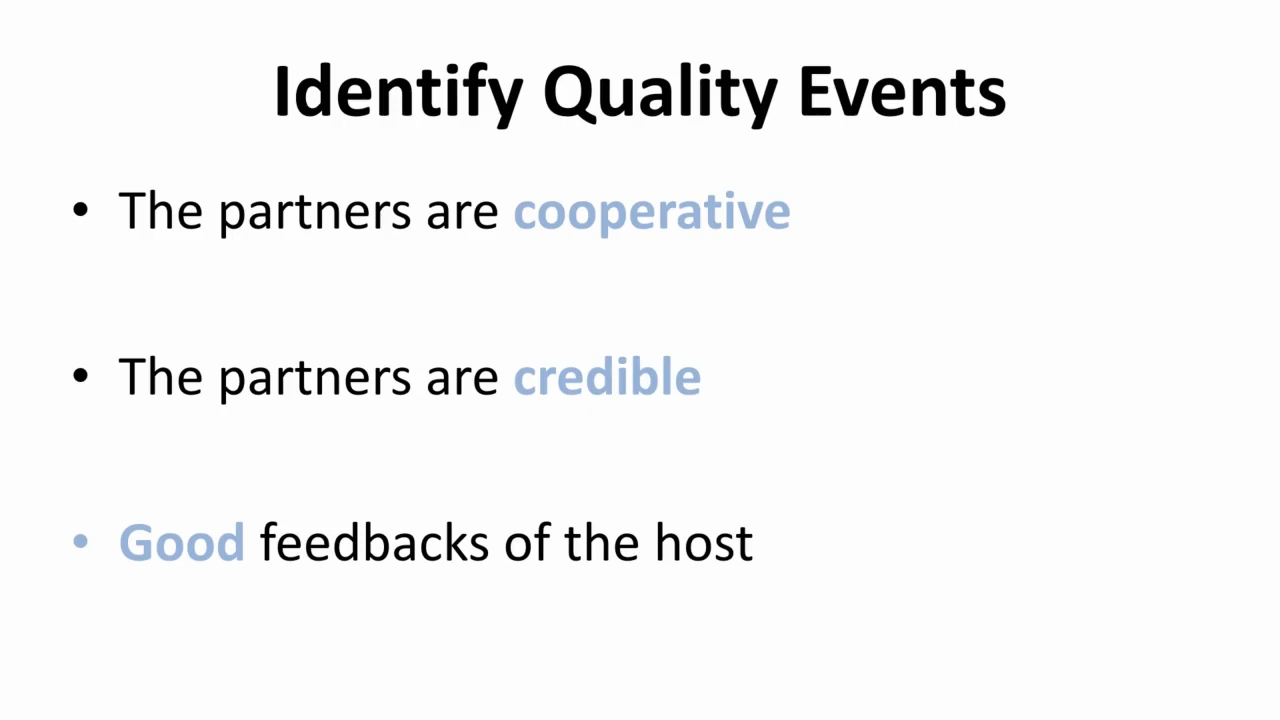 Identify Quality Events
• The partners are cooperative
• The partners are credible
• Good feedbacks of the host